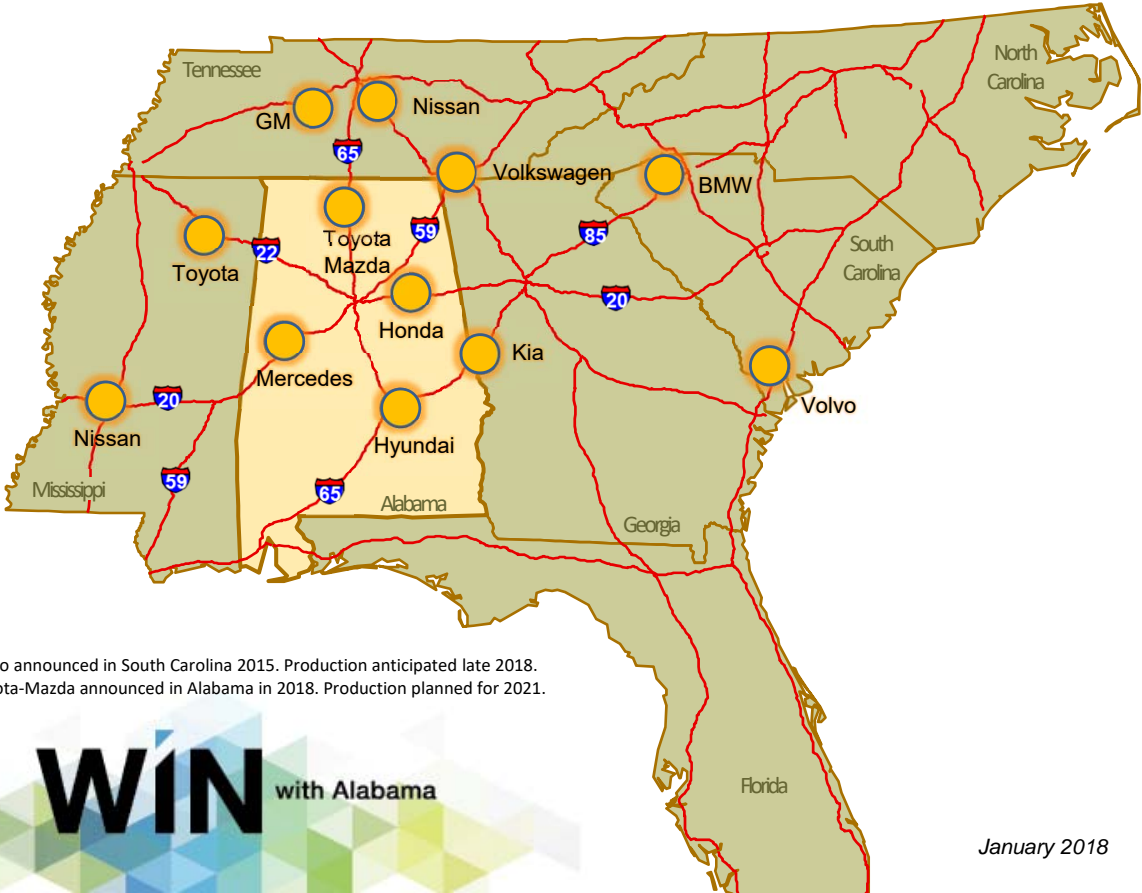 North
Carolina
Tennessee
Nissan
GM
65
Volkswagen
BMW
Toyota
Mazda
59
85
22
Toyota
South
Carolina
20
Honda
Kia
Mercedes
20
Volvo
Nissan
Hyundai
59
65
Mississippi
Alabama
Georgia
o announced in South Carolina 2015. Production anticipated late 2018.
ota-Mazda announced in Alabama in 2018. Production planned for 2021.
WIN with Alabama
Florida
January 2018